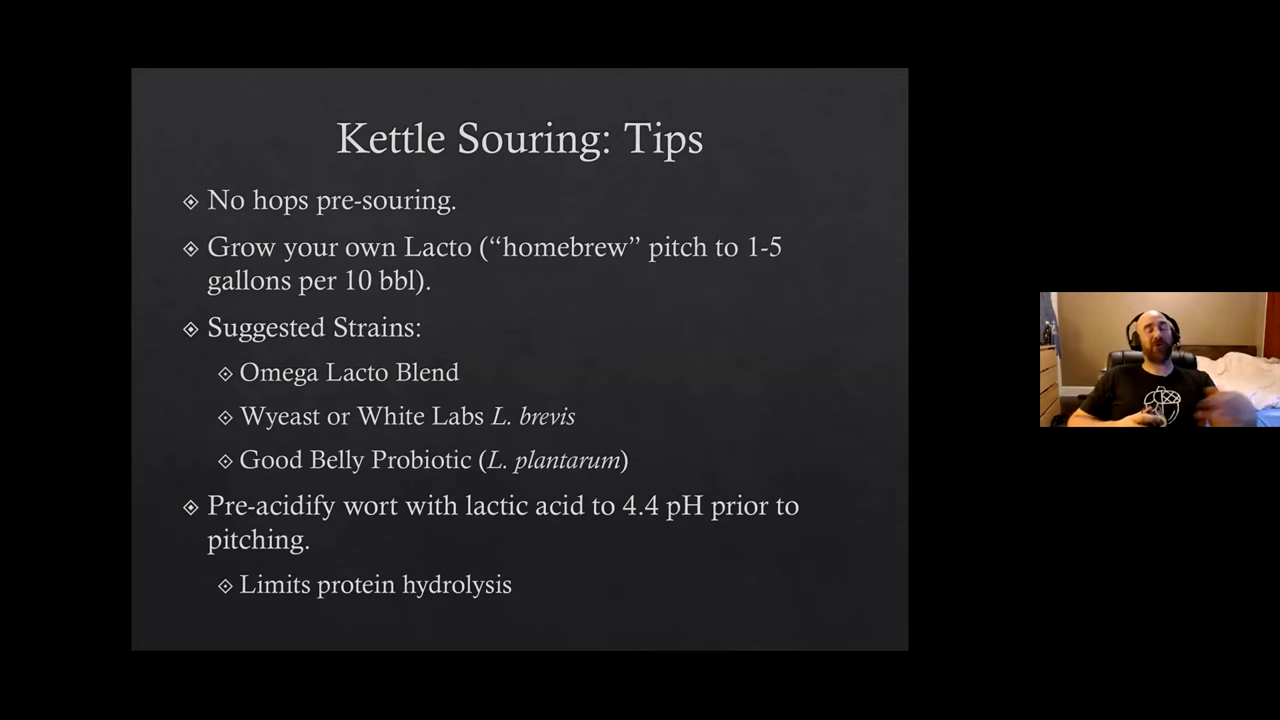 Kettle Souring: Tips
No hops pre-souring.
Grow your own Lacto (“homebrew” pitch to 1-5
gallons per 10 bbl).
Suggested Strains:
Omega Lacto Blend
Wyeast or White Labs L. brevis
Good Belly Probiotic (L. plantarum)
Pre-acidify wort with lactic acid to 4.4 pH prior to
pitching.
Limits protein hydrolysis